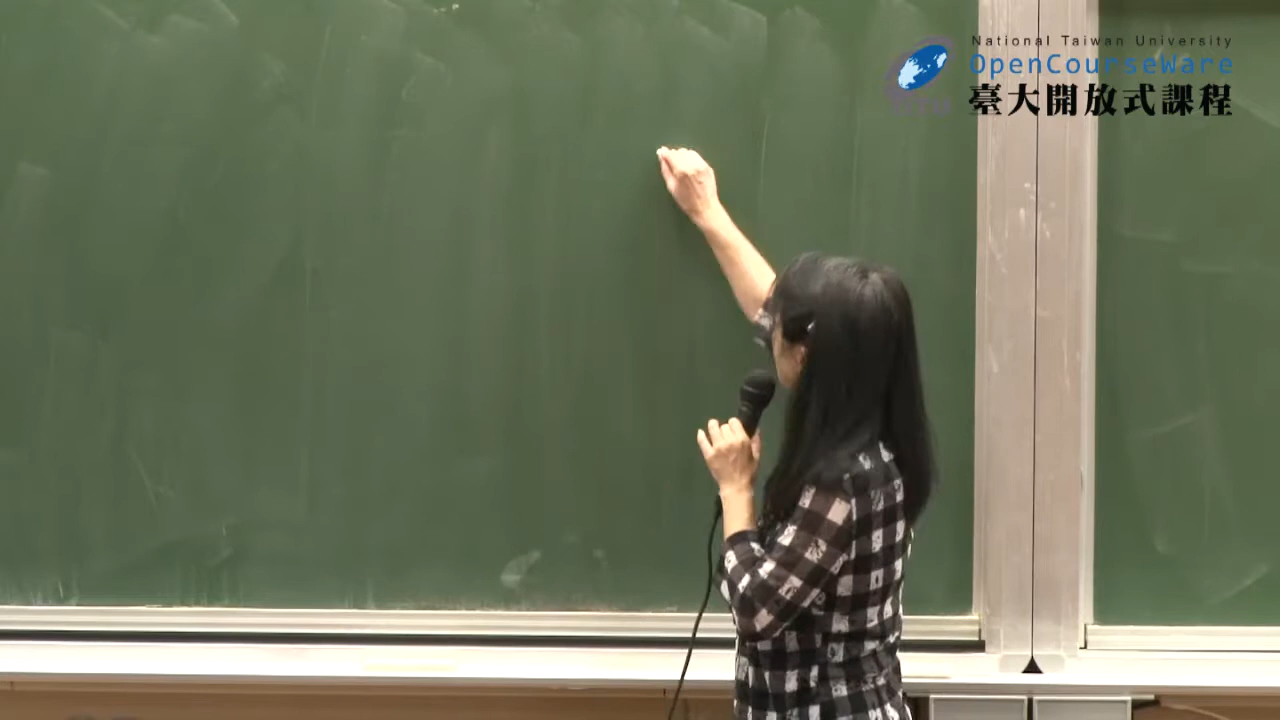 National Taiwan University
OpenCourseWare
臺大開放式課程